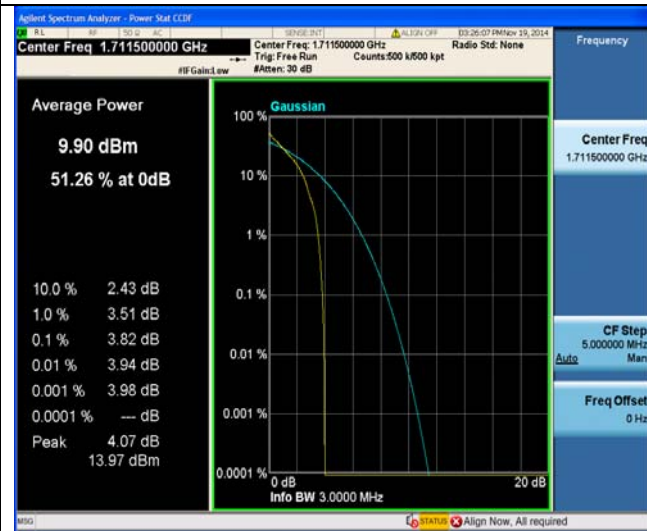 Agilent Spectrum Analyzer - Power Stat CCDF
RL RF 50 Ω AC SENSE:INT ALIGN OFF 03:26:07 PM Nov 19, 2014
Center Freq 1.711500000 GHz
Center Freq: 1.711500000 GHz Radio Std: None
Trig: Free Run Counts:500 k/500 kpt
#IFGain:Low #Atten: 30 dB
Frequency
Average Power
9.90 dBm
51.26 % at 0dB
10.0 % 2.43 dB
1.0 % 3.51 dB
0.1 % 3.82 dB
0.01 % 3.94 dB
0.001 % 3.98 dB
0.0001 % --- dB
Peak 4.07 dB
13.97 dBm
Gaussian
100 %
10 %
1 %
0.1 %
0.01 %
0.001 %
0.0001 %
0 dB 20 dB
Info BW 3.0000 MHz
Center Freq
1.711500000 GHz
CF Step
5.000000 MHz
Auto Man
Freq Offset
0 Hz
MSG STATUS Align Now, All required